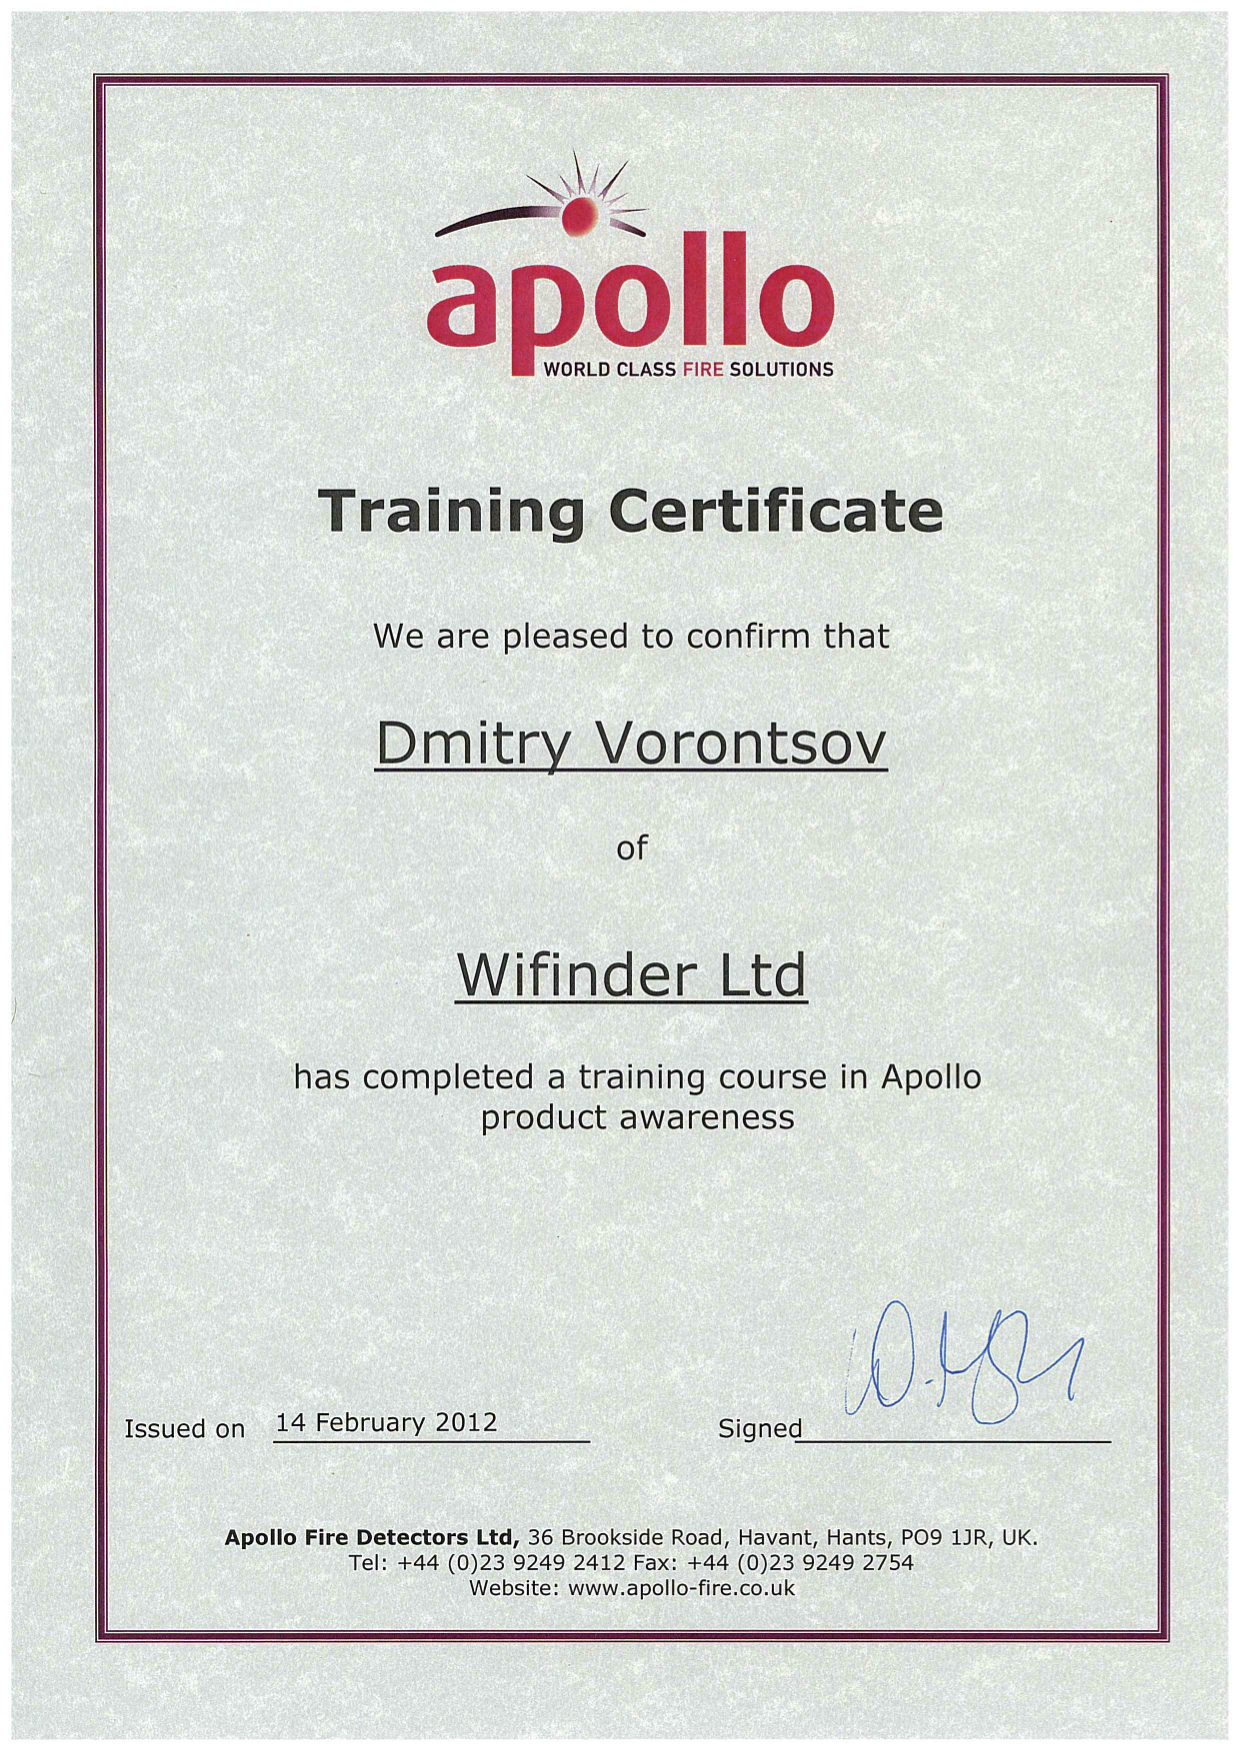 apollo
WORLD CLASS FIRE SOLUTIONS
Training Certificate
We are pleased to confirm that
Dmitry Vorontsov
of
Wifinder Ltd
has completed a training course in Apollo
product awareness
Issued on 14 February 2012
Signed
Apollo Fire Detectors Ltd, 36 Brookside Road, Havant, Hants, PO9 1JR, UK.
Tel: +44 (0)23 9249 2412 Fax: +44 (0)23 9249 2754
Website: www.apollo-fire.co.uk